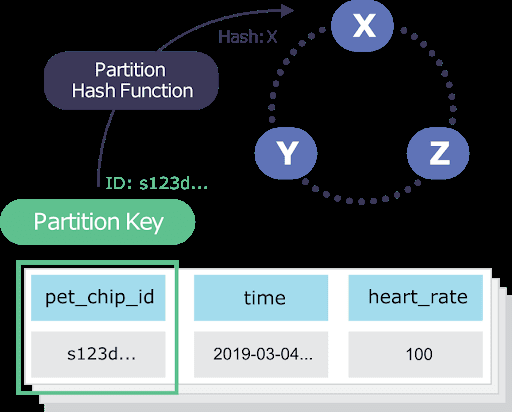 X
Hash: X
Partition
Hash Function
Y
Z
ID: s123d...
Partition Key
pet_chip_id
time
heart_rate
s123d...
2019-03-04...
100